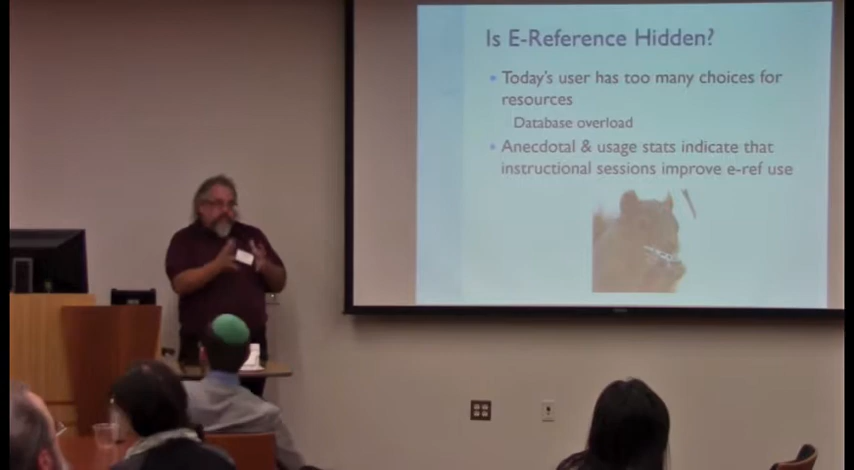 Is E-Reference Hidden?
Today's user has too many choices for
resources
Database overload
Anecdotal & usage stats indicate that
instructional sessions improve e-ref use